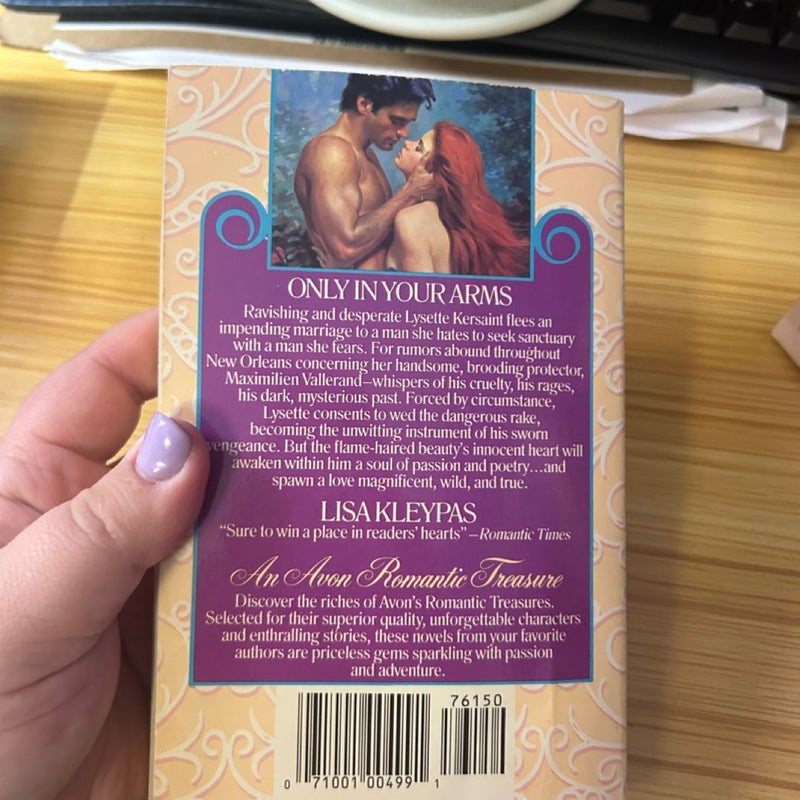 ONLY IN YOUR ARMS
Ravishing and desperate Lysette Kersaint flees an
impending marriage to a man she hates to seek sanctuary
with a man she fears. For rumors abound throughout
New Orleans concerning her handsome, brooding protector,
Maximilien Vallerand—whispers of his cruelty, his rages,
his dark, mysterious past. Forced by circumstance,
Lysette consents to wed the dangerous rake,
becoming the unwitting instrument of his sworn
vengeance. But the flame-haired beauty's innocent heart will
awaken within him a soul of passion and poetry...and
spawn a love magnificent, wild, and true.
LISA KLEYPAS
"Sure to win a place in readers' hearts" —Romantic Times
An Avon Romantic Treasure
Discover the riches of Avon's Romantic Treasures.
Selected for their superior quality, unforgettable characters
and enthralling stories, these novels from your favorite
authors are priceless gems sparkling with passion
and adventure.
76150
0 71001 00499 1